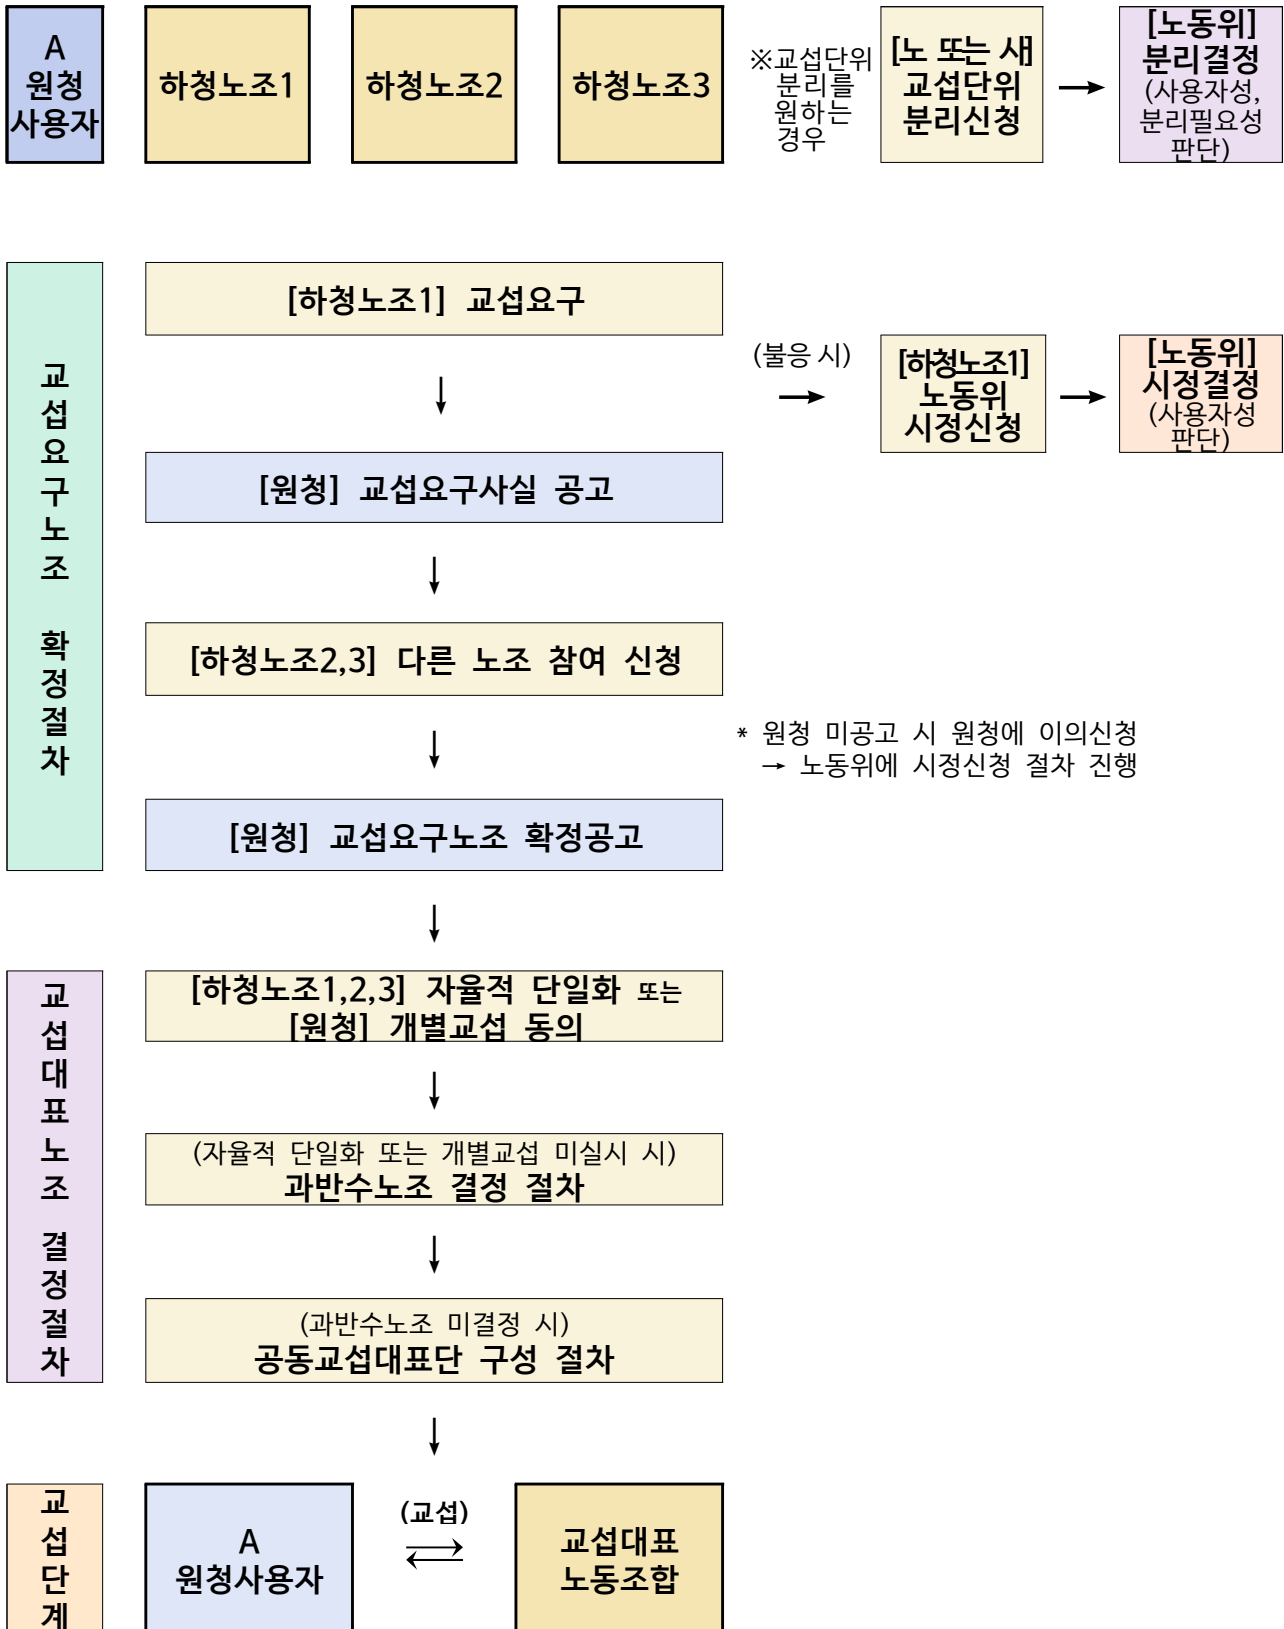 A
원청
사용자
하청노조1
하청노조2
하청노조3
※교섭단위
분리를
원하는
경우
[노 또는 사]
교섭단위
분리신청
→
[노동위]
분리결정
(사용자성,
분리필요성
판단)
교섭요구노조 확정절차
[하청노조1] 교섭요구
↓
(불응 시)
→
[하청노조1]
노동위
시정신청
→
[노동위]
시정결정
(사용자성
판단)
[원청] 교섭요구사실 공고
↓
[하청노조2,3] 다른 노조 참여 신청
↓
* 원청 미공고 시 원청에 이의신청
→ 노동위에 시정신청 절차 진행
[원청] 교섭요구노조 확정공고
↓
교섭대표노조 결정절차
[하청노조1,2,3] 자율적 단일화 또는
[원청] 개별교섭 동의
↓
(자율적 단일화 또는 개별교섭 미실시 시)
과반수노조 결정 절차
↓
(과반수노조 미결정 시)
공동교섭대표단 구성 절차
↓
교섭단계
A
원청사용자
(교섭)
⇄
교섭대표
노동조합